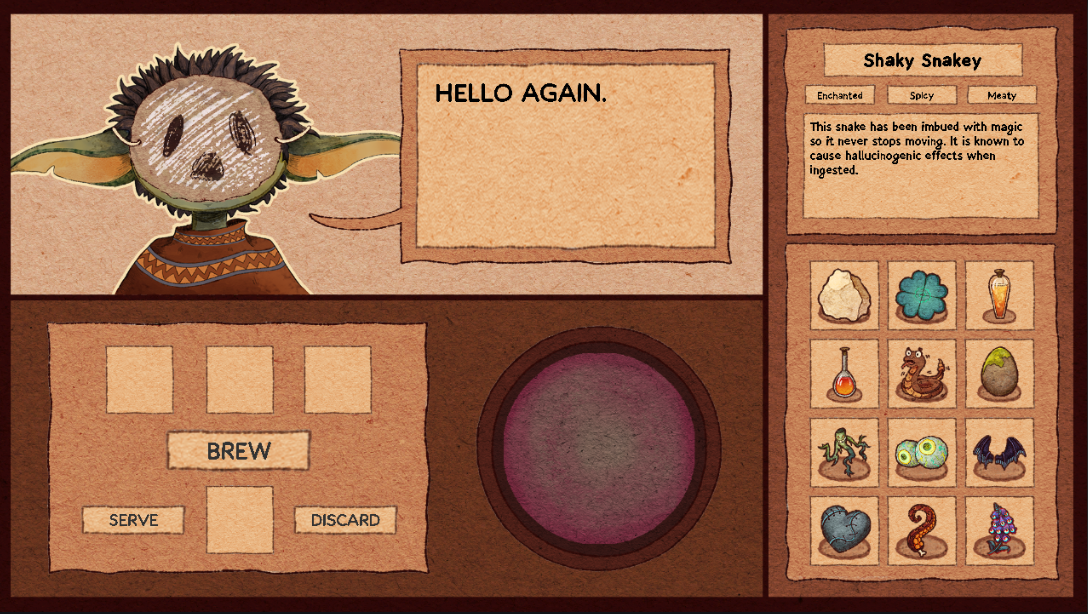 HELLO AGAIN.
BREW
SERVE
DISCARD
Shaky Snakey
Enchanted
Spicy
Meaty
This snake has been imbued with magic
so it never stops moving. It is known to
cause hallucinogenic effects when
ingested.